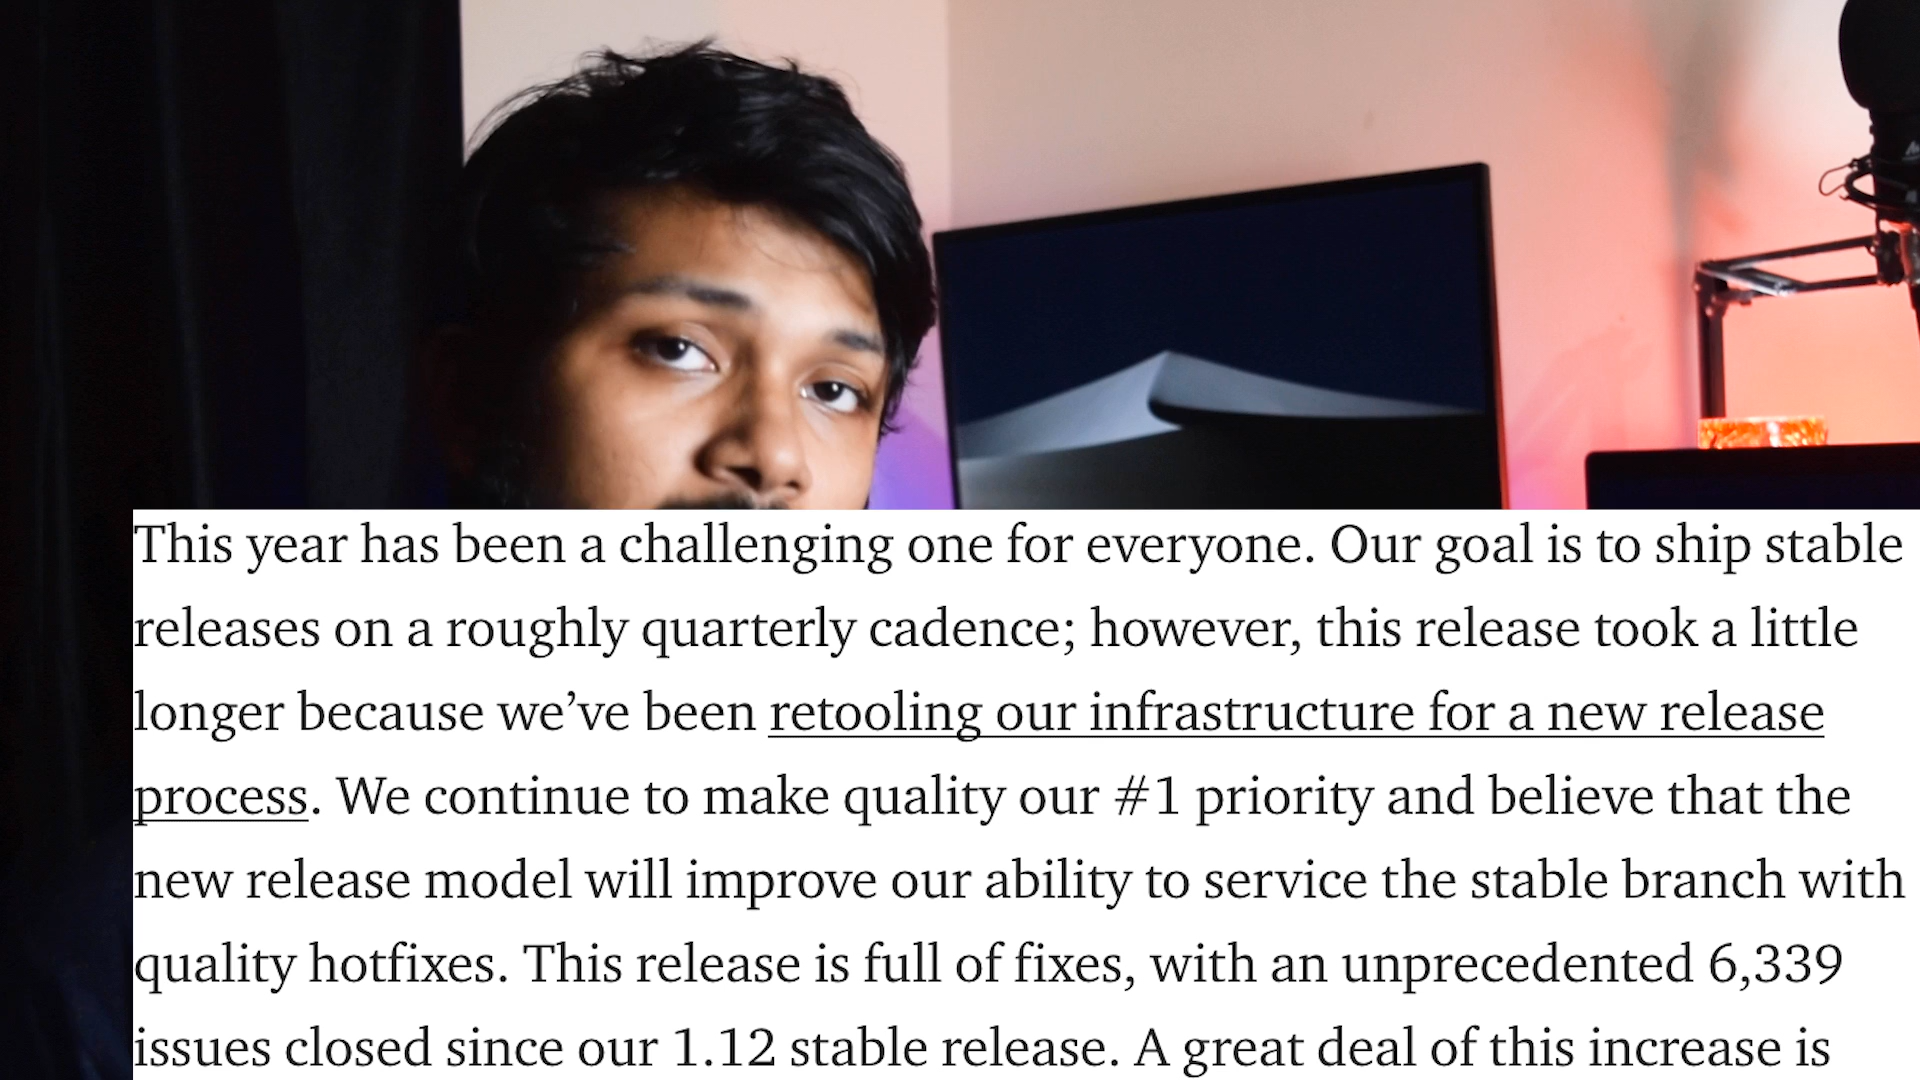 This year has been a challenging one for everyone. Our goal is to ship stable
releases on a roughly quarterly cadence; however, this release took a little
longer because we’ve been retooling our infrastructure for a new release
process. We continue to make quality our #1 priority and believe that the
new release model will improve our ability to service the stable branch with
quality hotfixes. This release is full of fixes, with an unprecedented 6,339
issues closed since our 1.12 stable release. A great deal of this increase is